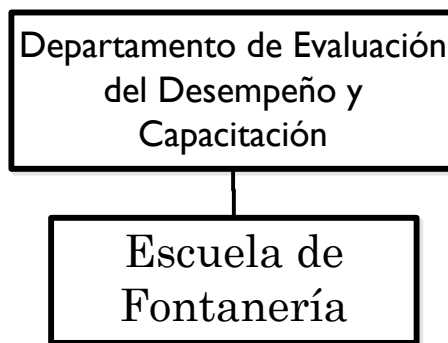 Departamento de Evaluación
del Desempeño y
Capacitación
Escuela de
Fontanería